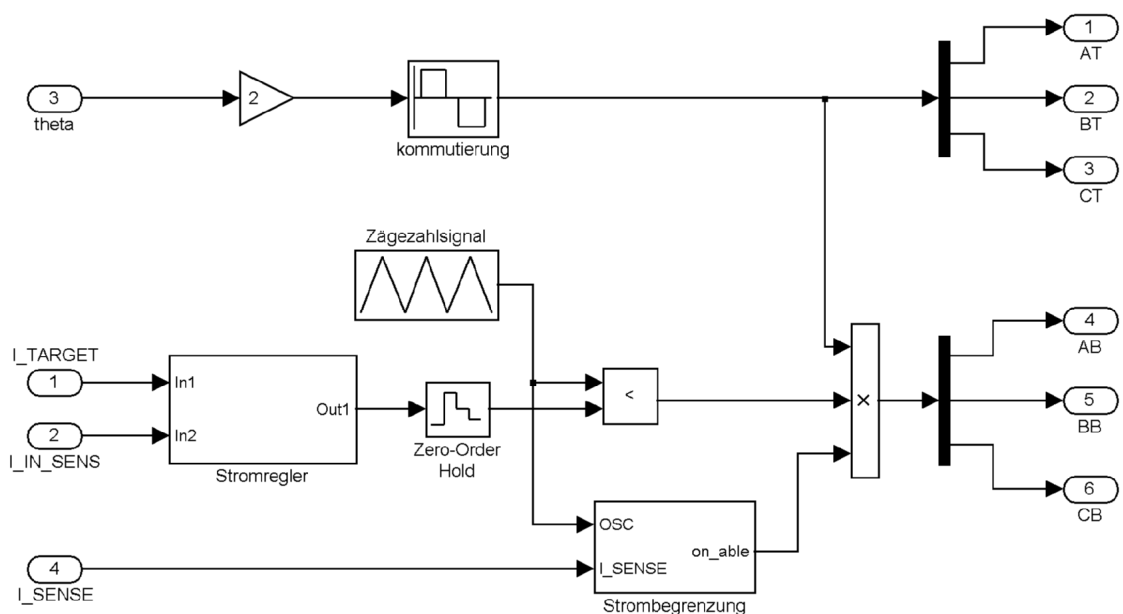 1
AT
3
theta
2
kommutierung
2
BT
3
CT
Zägezahlsignal
I_TARGET
1
In1
2
In2
I_IN_SENS
Out1
Stromregler
Zero-Order
Hold
<
×
4
AB
5
BB
6
CB
OSC
on_able
I_SENSE
Strombegrenzung
4
I_SENSE